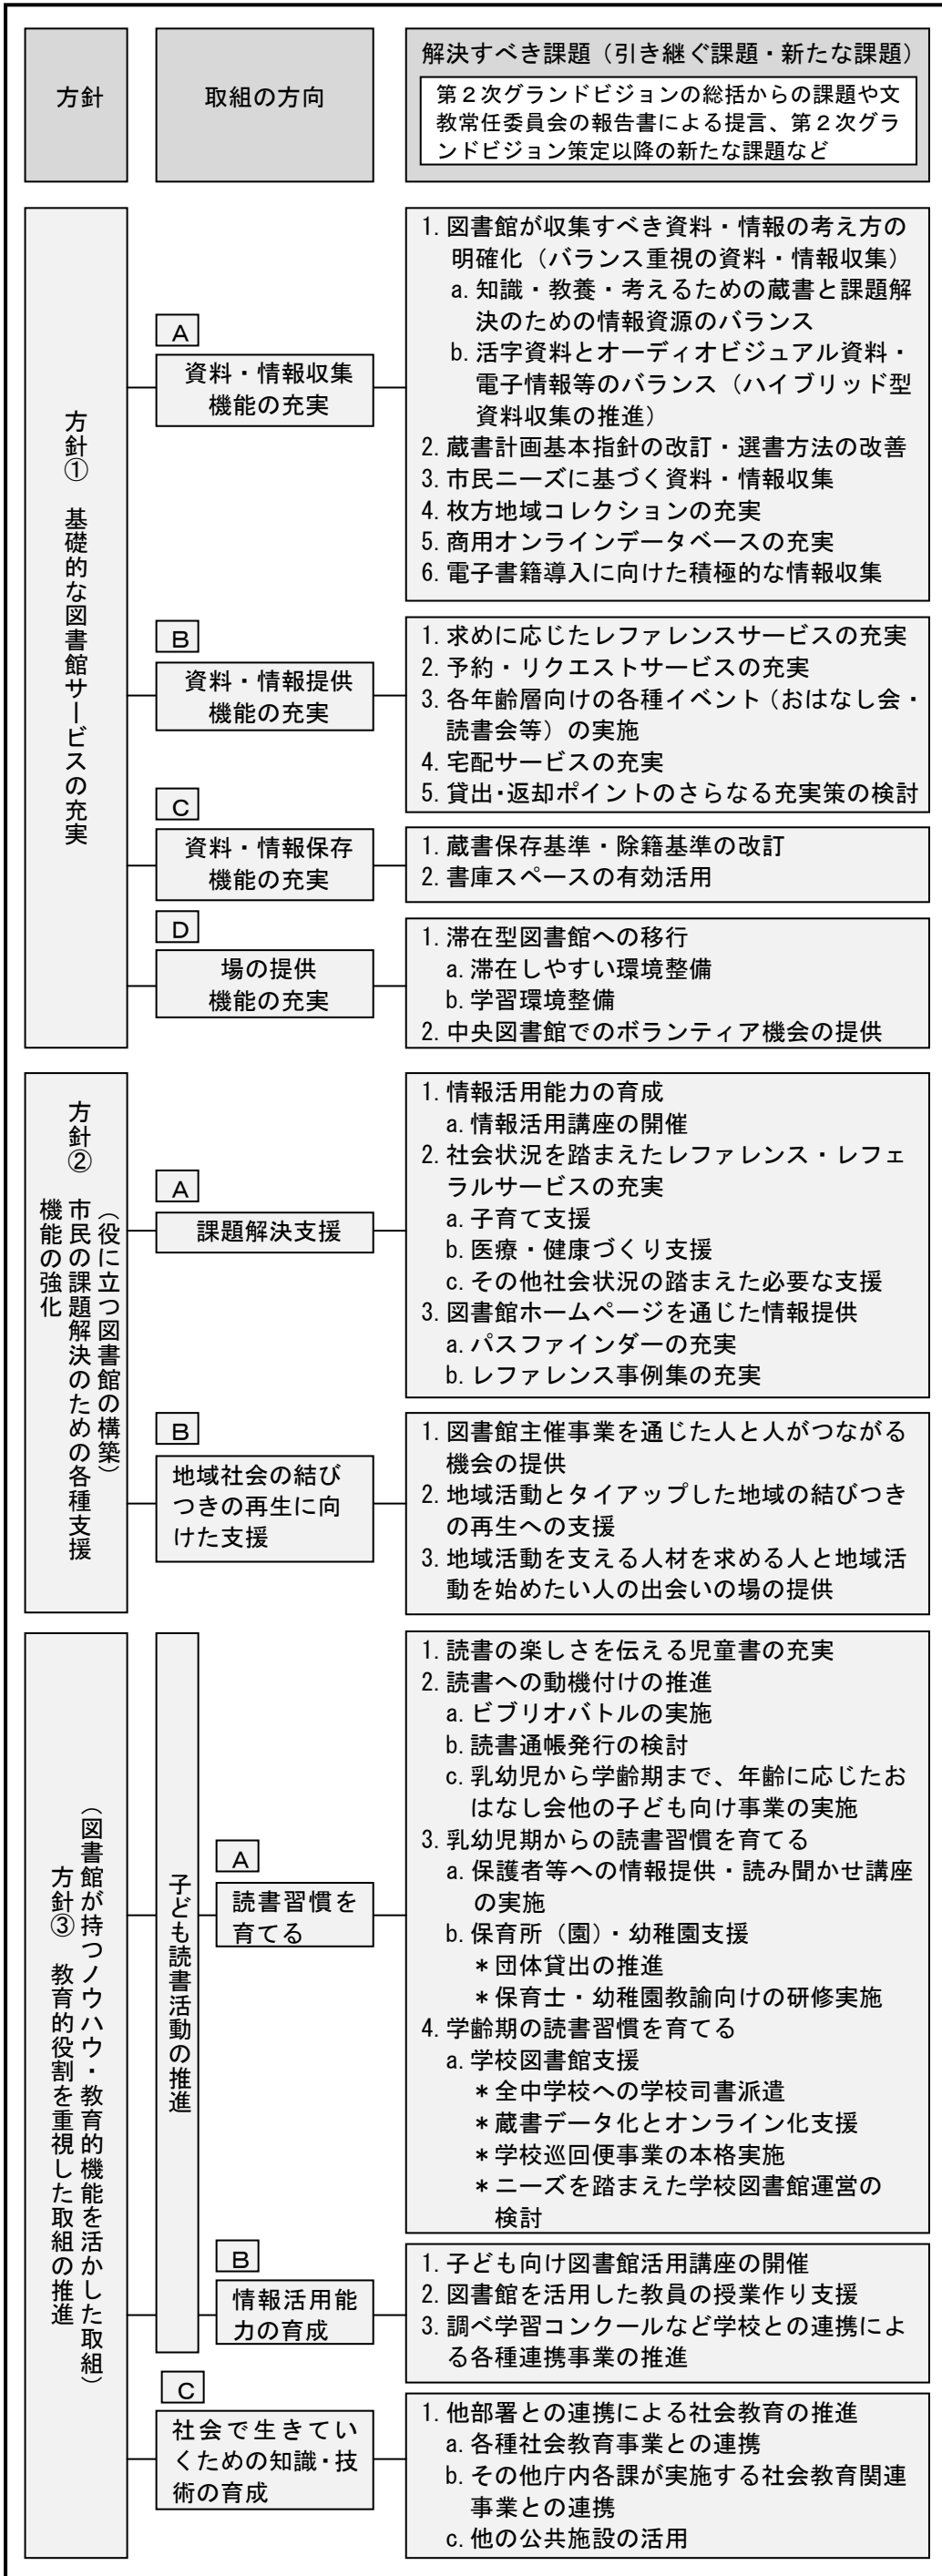 方針
取組の方向
解決すべき課題（引き継ぐ課題・新たな課題）
第２次グランドビジョンの総括からの課題や文
教常任委員会の報告書による提言、第２次グラ
ンドビジョン策定以降の新たな課題など
方針①　基礎的な図書館サービスの充実
A
資料・情報収集
機能の充実
1. 図書館が収集すべき資料・情報の考え方の
明確化（バランス重視の資料・情報収集）
a. 知識・教養・考えるための蔵書と課題解
決のための情報資源のバランス
b. 活字資料とオーディオビジュアル資料・
電子情報等のバランス（ハイブリッド型
資料収集の推進）
2. 蔵書計画基本指針の改訂・選書方法の改善
3. 市民ニーズに基づく資料・情報収集
4. 枚方地域コレクションの充実
5. 商用オンラインデータベースの充実
6. 電子書籍導入に向けた積極的な情報収集
B
資料・情報提供
機能の充実
1. 求めに応じたレファレンスサービスの充実
2. 予約・リクエストサービスの充実
3. 各年齢層向けの各種イベント（おはなし会・
読書会等）の実施
4. 宅配サービスの充実
5. 貸出・返却ポイントのさらなる充実策の検討
C
資料・情報保存
機能の充実
1. 蔵書保存基準・除籍基準の改訂
2. 書庫スペースの有効活用
D
場の提供
機能の充実
1. 滞在型図書館への移行
a. 滞在しやすい環境整備
b. 学習環境整備
2. 中央図書館でのボランティア機会の提供
方針②　市民の課題解決のための各種支援
機能の強化
（役に立つ図書館の構築）
A
課題解決支援
1. 情報活用能力の育成
a. 情報活用講座の開催
2. 社会状況を踏まえたレファレンス・レフェ
ラルサービスの充実
a. 子育て支援
b. 医療・健康づくり支援
c. その他社会状況の踏まえた必要な支援
3. 図書館ホームページを通じた情報提供
a. パスファインダーの充実
b. レファレンス事例集の充実
B
地域社会の結び
つきの再生に向
けた支援
1. 図書館主催事業を通じた人と人がつながる
機会の提供
2. 地域活動とタイアップした地域の結びつき
の再生への支援
3. 地域活動を支える人材を求める人と地域活
動を始めたい人の出会いの場の提供
方針③　教育的役割を重視した取組の推進
（図書館が持つノウハウ・教育的機能を活かした取組）
子ども読書活動の推進
A
読書習慣を
育てる
1. 読書の楽しさを伝える児童書の充実
2. 読書への動機付けの推進
a. ビブリオバトルの実施
b. 読書通帳発行の検討
c. 乳幼児から学齢期まで、年齢に応じたお
はなし会他の子ども向け事業の実施
3. 乳幼児期からの読書習慣を育てる
a. 保護者等への情報提供・読み聞かせ講座
の実施
b. 保育所（園）・幼稚園支援
＊団体貸出の推進
＊保育士・幼稚園教諭向けの研修実施
4. 学齢期の読書習慣を育てる
a. 学校図書館支援
＊全中学校への学校司書派遣
＊蔵書データ化とオンライン化支援
＊学校巡回便事業の本格実施
＊ニーズを踏まえた学校図書館運営の
検討
B
情報活用能
力の育成
1. 子ども向け図書館活用講座の開催
2. 図書館を活用した教員の授業作り支援
3. 調べ学習コンクールなど学校との連携によ
る各種連携事業の推進
C
社会で生きてい
くための知識・技
術の育成
1. 他部署との連携による社会教育の推進
a. 各種社会教育事業との連携
b. その他庁内各課が実施する社会教育関連
事業との連携
c. 他の公共施設の活用